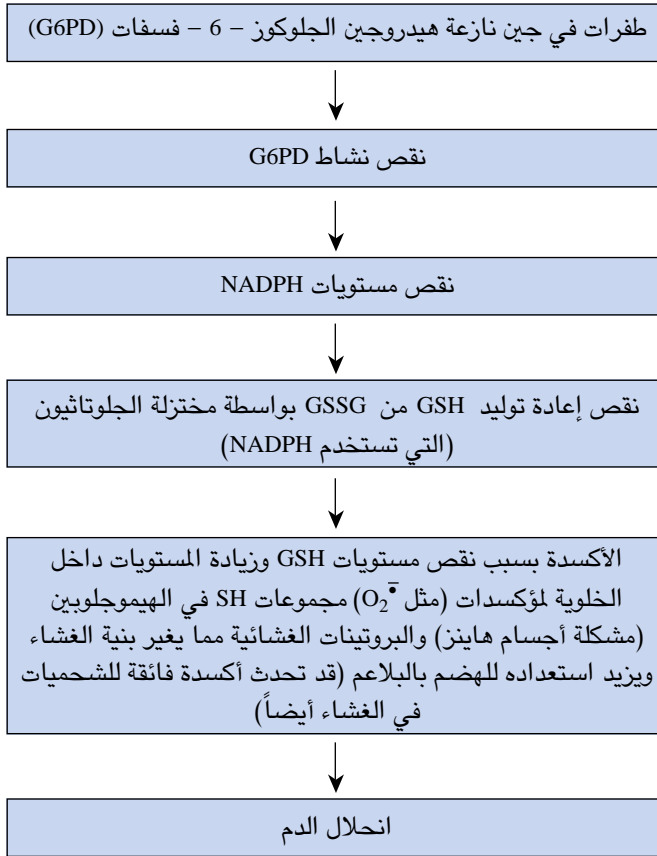 طفرات في جين نازعة هيدروجين الجلوكوز – 6 – فسفات (G6PD)
نقص نشاط G6PD
نقص مستويات NADPH
نقص إعادة توليد GSH من GSSG بواسطة مختزلة الجلوتاثيون
(التي تستخدم NADPH)
الأكسدة بسبب نقص مستويات GSH وزيادة المستويات داخل
الخلوية لمؤكسدات (مثل O₂•̄) مجموعات SH في الهيموجلوبين
(مشكلة أجسام هاينز) والبروتينات الغشائية مما يغير بنية الغشاء
ويزيد استعداده للهضم بالبلاعم (قد تحدث أكسدة فائقة للشحميات
في الغشاء أيضاً)
انحلال الدم